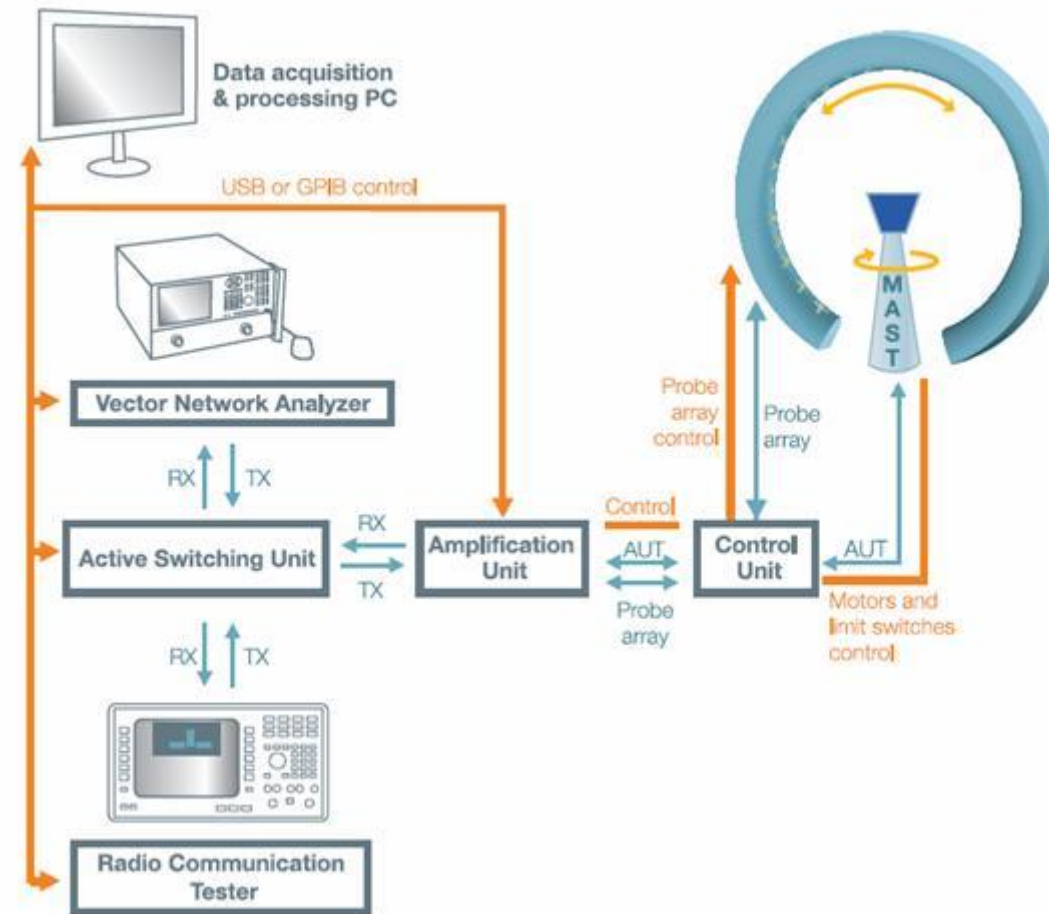 Data acquisition
& processing PC
USB or GPIB control
Vector Network Analyzer
RX
TX
Active Switching Unit
RX
TX
Amplification
Unit
Control
AUT
Probe
array
Control
Unit
Probe
array
control
Probe
array
MAST
AUT
Motors and
limit switches
control
RX
TX
Radio Communication
Tester